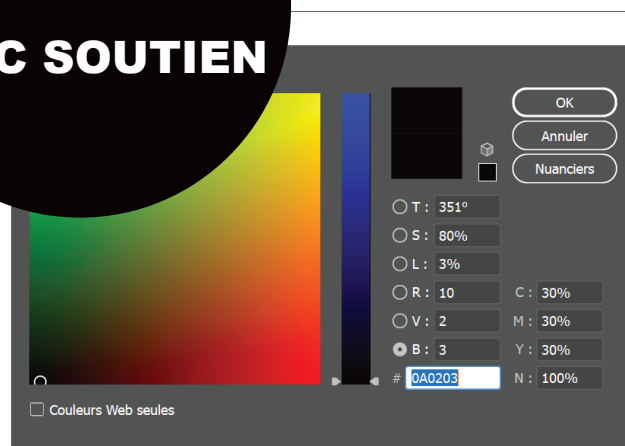 C SOUTIEN
OK
Annuler
Nuanciers
T : 351°
S : 80%
L : 3%
R : 10 C : 30%
V : 2 M : 30%
B : 3 Y : 30%
# 0A0203 N : 100%
Couleurs Web seules